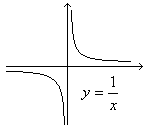 y = 1/x